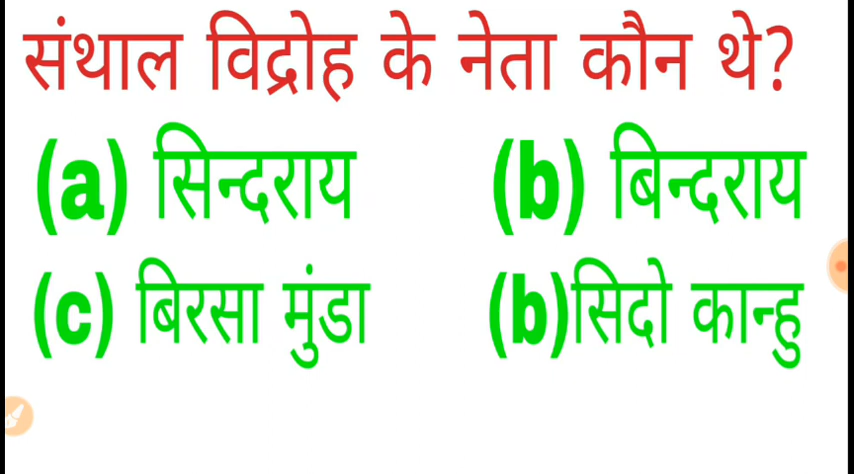 संथाल विद्रोह के नेता कौन थे?
(a) सिन्दराय (b) बिन्दराय
(c) बिरसा मुंडा (b)सिदो कान्हु